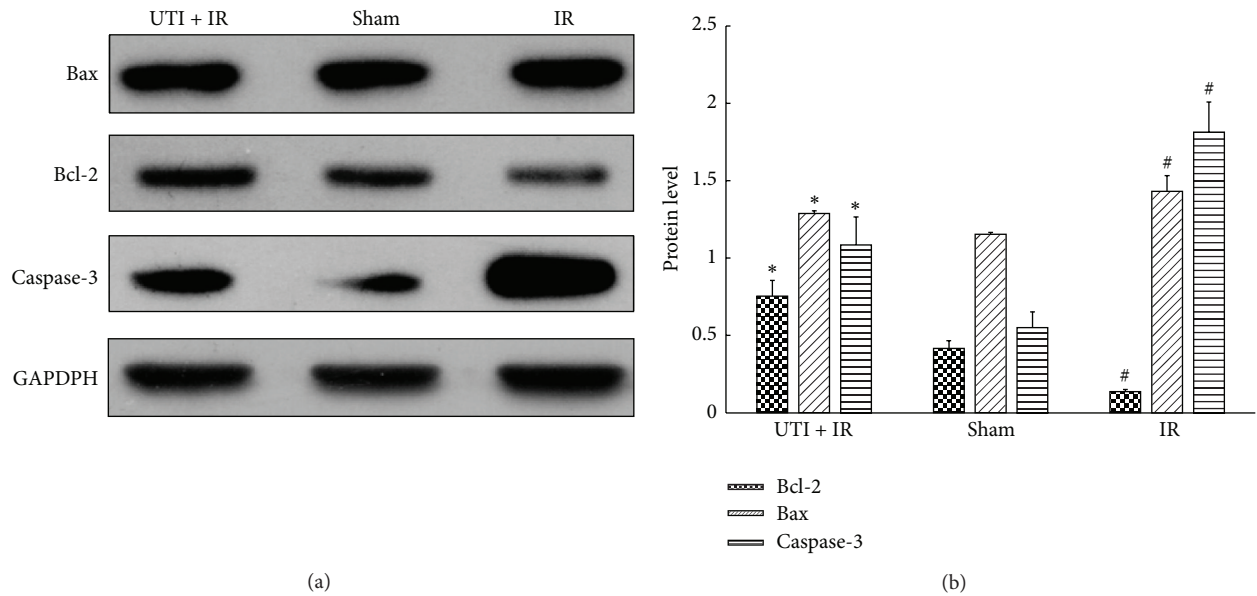 UTI + IR Sham IR
Bax
Bcl-2
Caspase-3
GAPDPH
(a)
2.5
2
1.5
1
0.5
0
Protein level
* * *
# # #
UTI + IR Sham IR
Bcl-2
Bax
Caspase-3
(b)